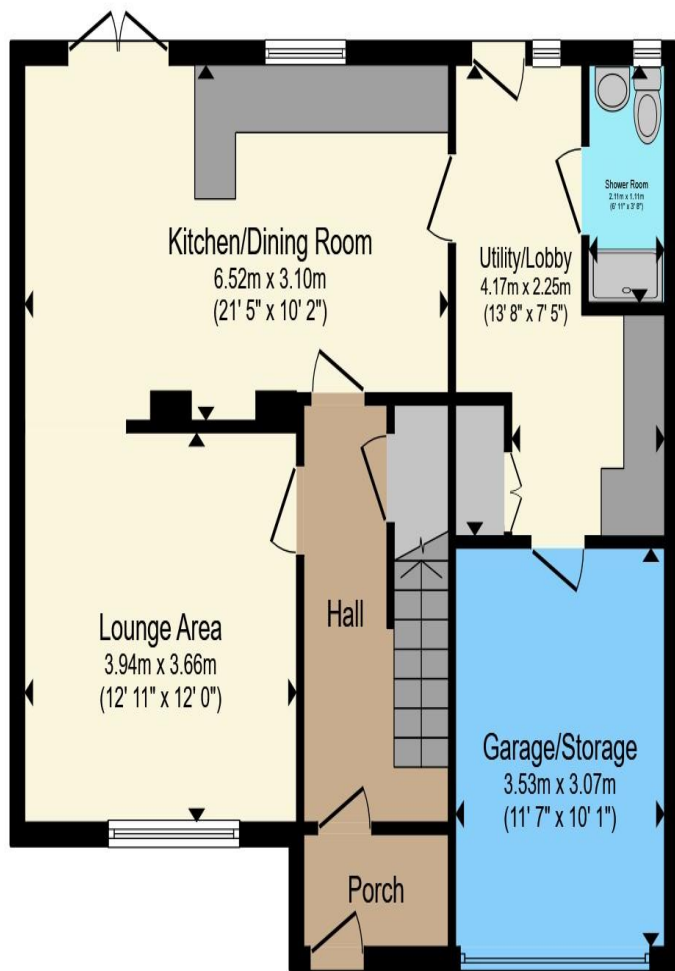 Kitchen/Dining Room
6.52m x 3.10m
(21' 5" x 10' 2")
Utility/Lobby
4.17m x 2.25m
(13' 8" x 7' 5")
Shower Room
2.11m x 1.11m
(6' 11" x 3' 8")
Lounge Area
3.94m x 3.66m
(12' 11" x 12' 0")
Hall
Garage/Storage
3.53m x 3.07m
(11' 7" x 10' 1")
Porch